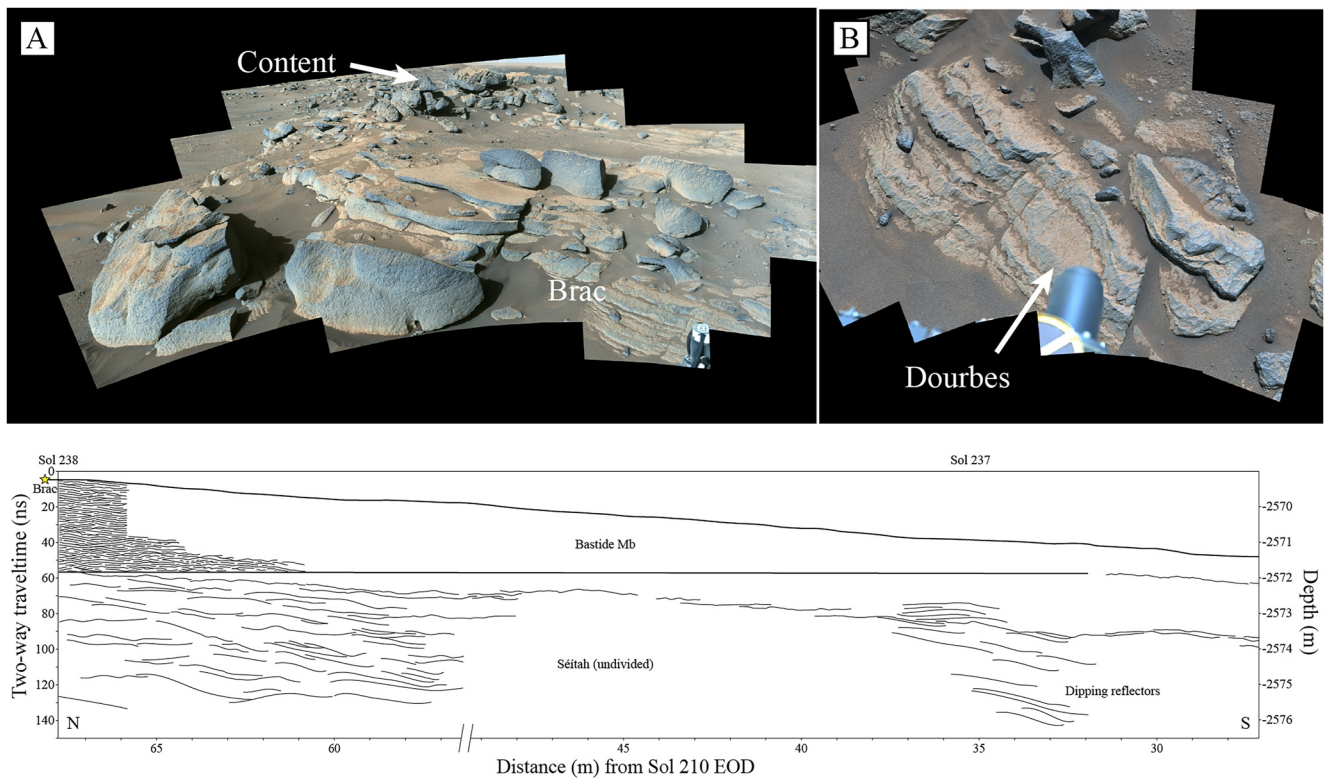 A
Content
Brac
B
Dourbes
Sol 238
Sol 237
Brac
0
20
40
60
80
100
120
140
Two-way traveltime (ns)
Bastide Mb
Séítah (undivided)
Dipping reflectors
N
S
-2570
-2571
-2572
-2573
-2574
-2575
-2576
Depth (m)
65
60
45
40
35
30
Distance (m) from Sol 210 EOD